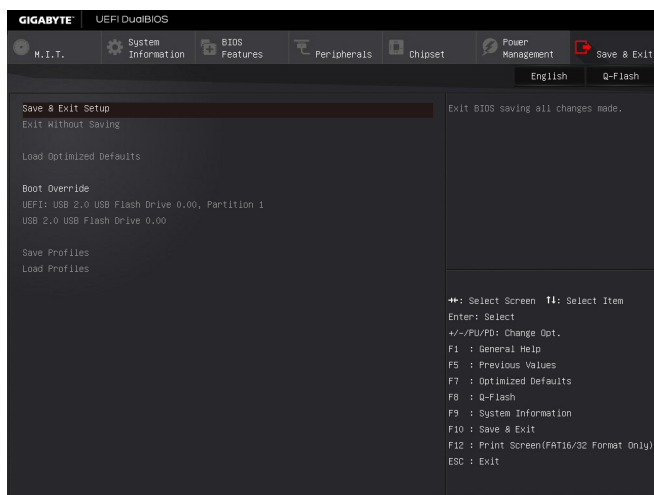 GIGABYTE™ UEFI DualBIOS
M.I.T. System Information BIOS Features Peripherals Chipset Power Management Save & Exit
English Q-Flash
Save & Exit Setup
Exit Without Saving
Load Optimized Defaults
Boot Override
UEFI: USB 2.0 USB Flash Drive 0.00, Partition 1
USB 2.0 USB Flash Drive 0.00
Save Profiles
Load Profiles
Exit BIOS saving all changes made.
→←: Select Screen ↑↓: Select Item
Enter: Select
+/-/PU/PD: Change Opt.
F1 : General Help
F5 : Previous Values
F7 : Optimized Defaults
F8 : Q-Flash
F9 : System Information
F10 : Save & Exit
F12 : Print Screen(FAT16/32 Format Only)
ESC : Exit